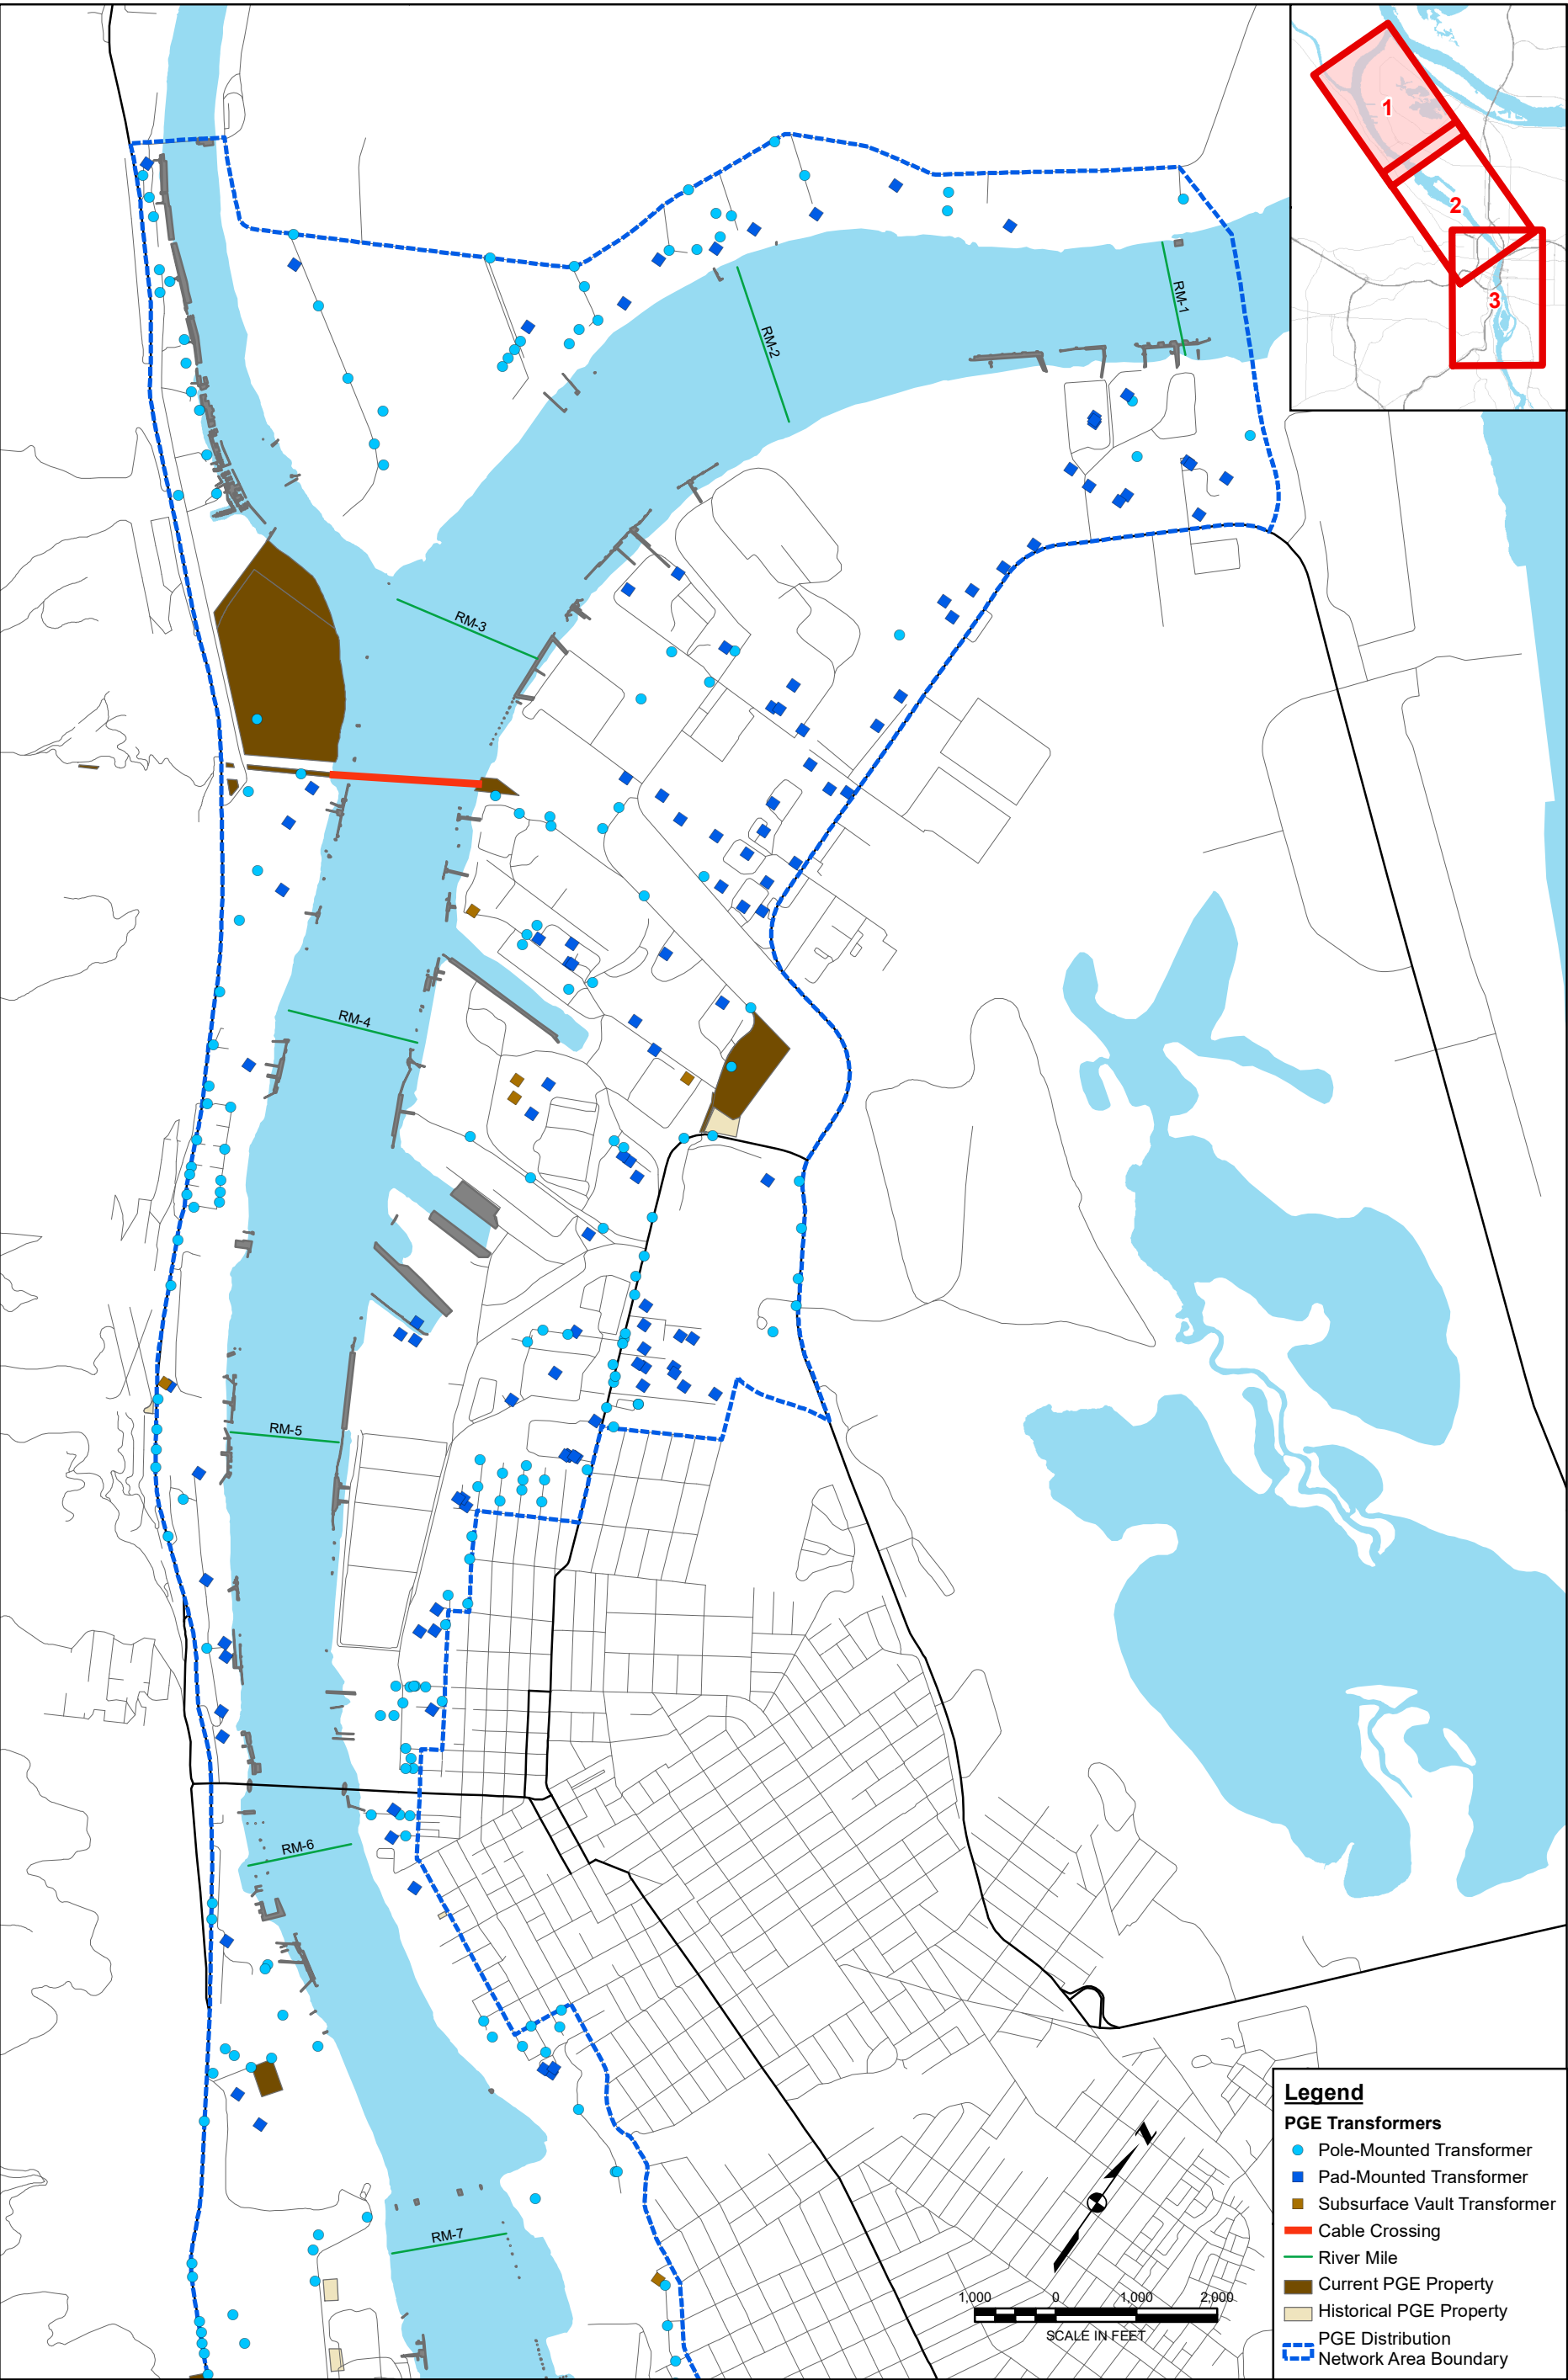 1
2
3
RM-1
RM-2
RM-3
RM-4
RM-5
RM-6
RM-7
Legend
PGE Transformers
Pole-Mounted Transformer
Pad-Mounted Transformer
Subsurface Vault Transformer
Cable Crossing
River Mile
Current PGE Property
Historical PGE Property
PGE Distribution
Network Area Boundary
N
1,000 0 1,000 2,000
SCALE IN FEET